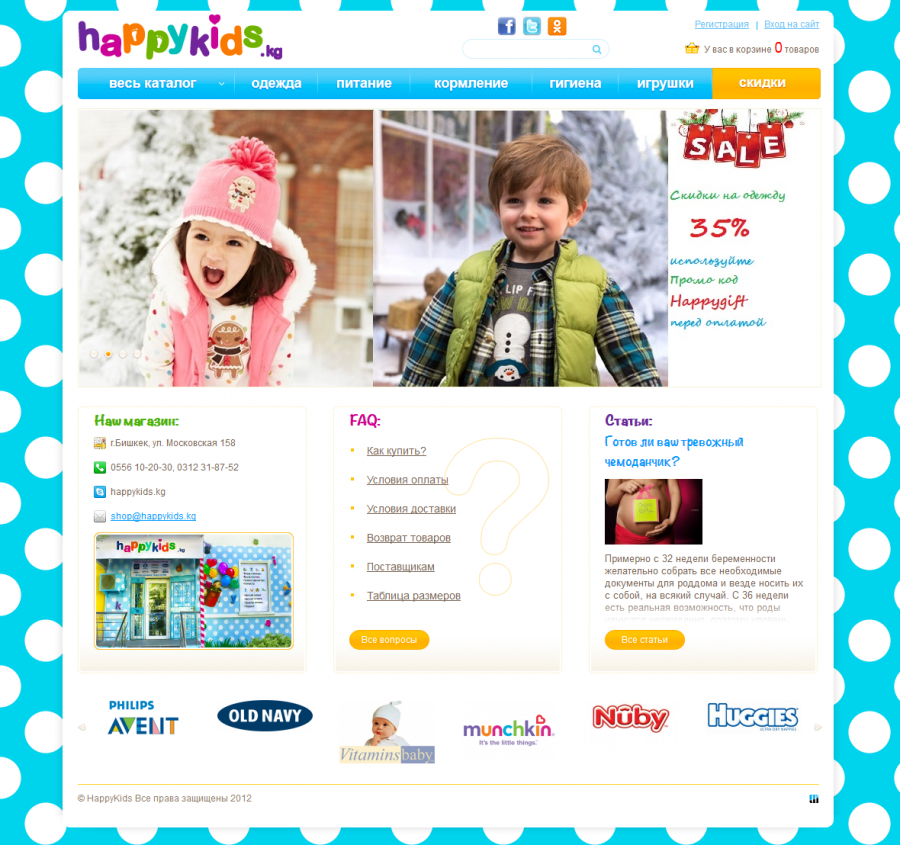 happykids.kg
Регистрация | Вход на сайт
У вас в корзине 0 товаров
весь каталог
одежда
питание
кормление
гигиена
игрушки
скидки
SALE
Скидки на одежду
35%
используйте
Промо код
Happygift
перед оплатой
Наш магазин:
г.Бишкек, ул. Московская 158
0556 10-20-30, 0312 31-87-52
happykids.kg
shop@happykids.kg
happykids.kg
FAQ:
Как купить?
Условия оплаты
Условия доставки
Возврат товаров
Поставщикам
Таблица размеров
Все вопросы
Статьи:
Готов ли ваш тревожный
чемоданчик?
Примерно с 32 недели беременности
желательно собрать все необходимые
документы для роддома и везде носить их
с собой, на всякий случай. С 36 недели
есть реальная возможность, что роды
Все статьи
PHILIPS
AVENT
OLD NAVY
Vitaminsbaby
munchkin
It's the little things.
Nûby
HUGGIES
© HappyKids Все права защищены 2012